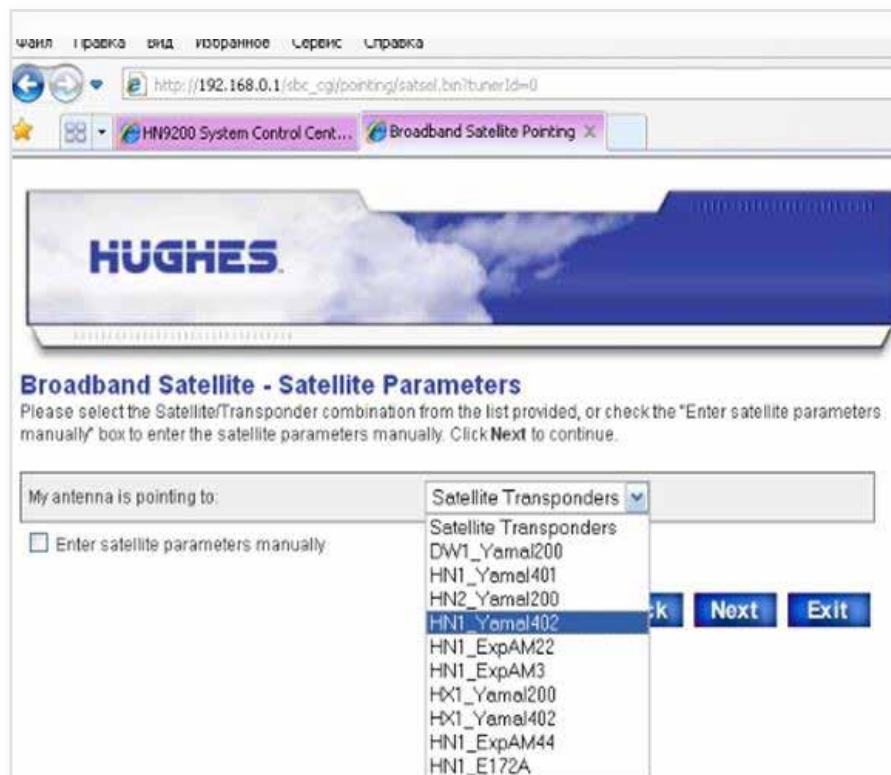 Файл Правка Вид Избранное Сервис Справка
http://192.168.0.1/sbc_cgi/pointing/satsel.bin?tunerId=0
HN9200 System Control Cent... Broadband Satellite Pointing
HUGHES
Broadband Satellite - Satellite Parameters
Please select the Satellite/Transponder combination from the list provided, or check the "Enter satellite parameters
manually" box to enter the satellite parameters manually. Click Next to continue.
My antenna is pointing to: Satellite Transponders
Enter satellite parameters manually
Satellite Transponders
DW1_Yamal200
HN1_Yamal401
HN2_Yamal200
HN1_Yamal402
HN1_ExpAM22
HN1_ExpAM3
HX1_Yamal200
HX1_Yamal402
HN1_ExpAM44
HN1_E172A
ck Next Exit